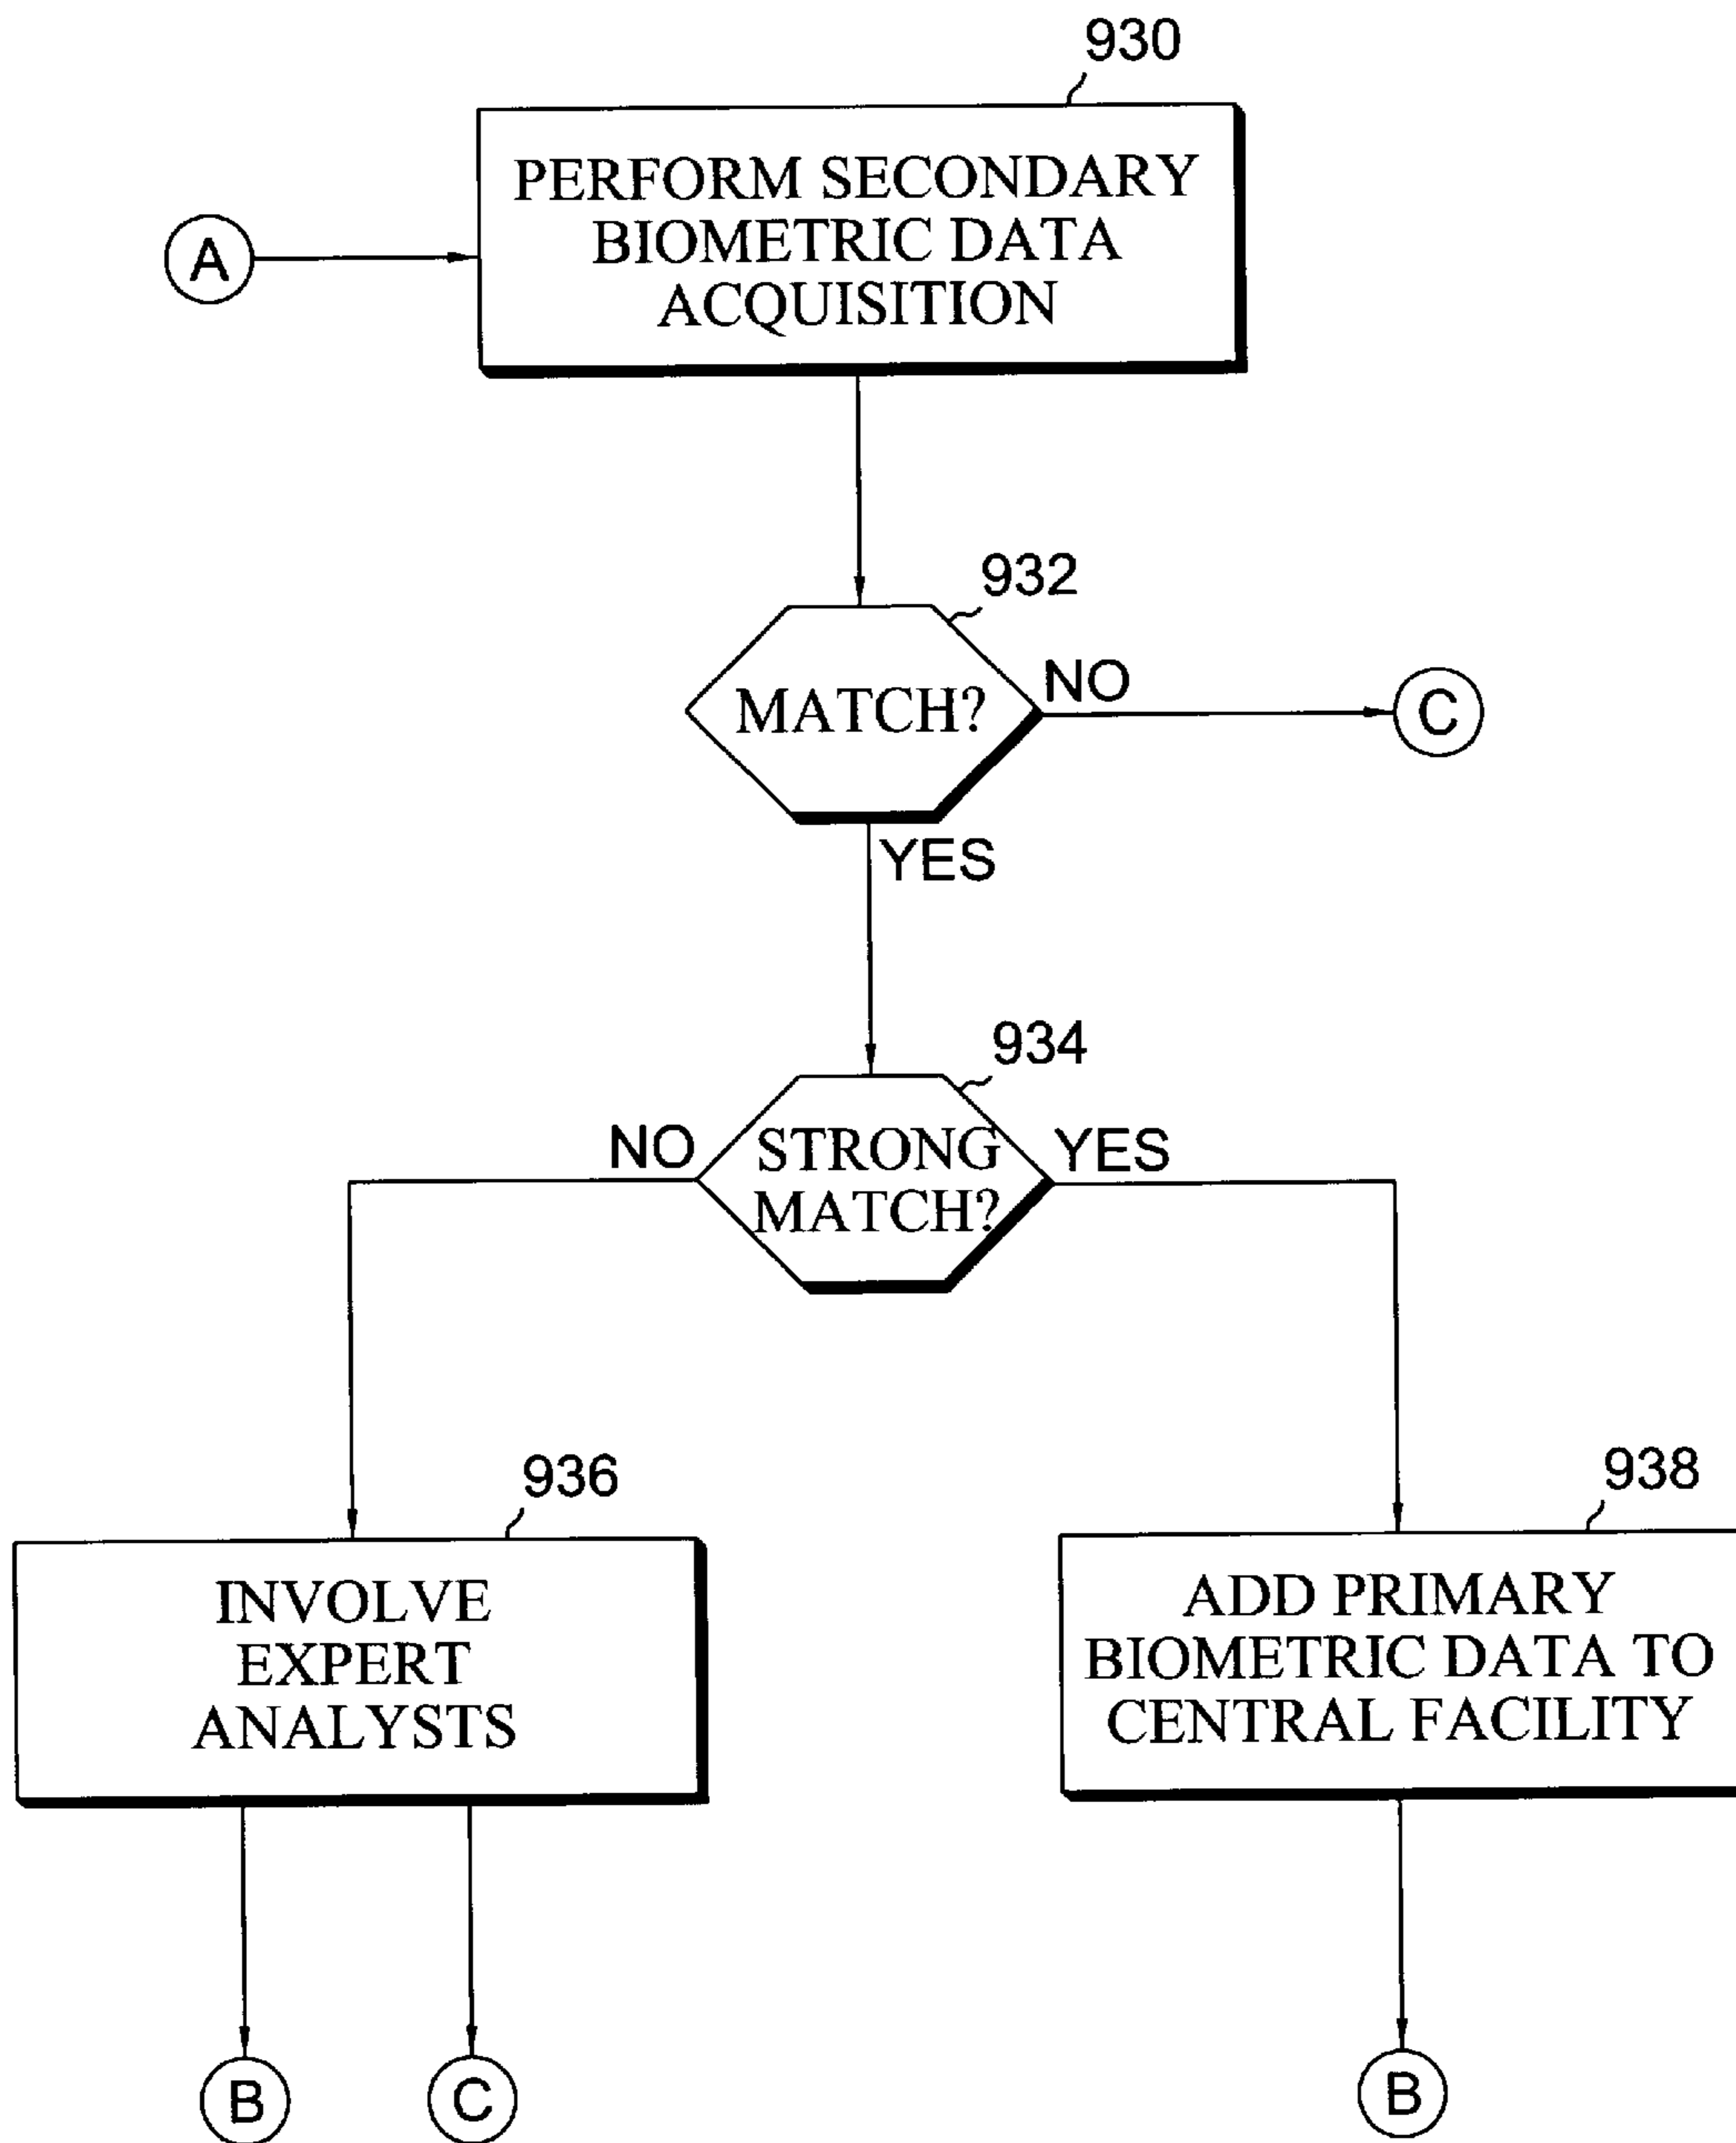 930
PERFORM SECONDARY
BIOMETRIC DATA
ACQUISITION
A
932
MATCH?
NO
C
YES
934
STRONG
MATCH?
NO
YES
936
INVOLVE
EXPERT
ANALYSTS
938
ADD PRIMARY
BIOMETRIC DATA TO
CENTRAL FACILITY
B
C
B